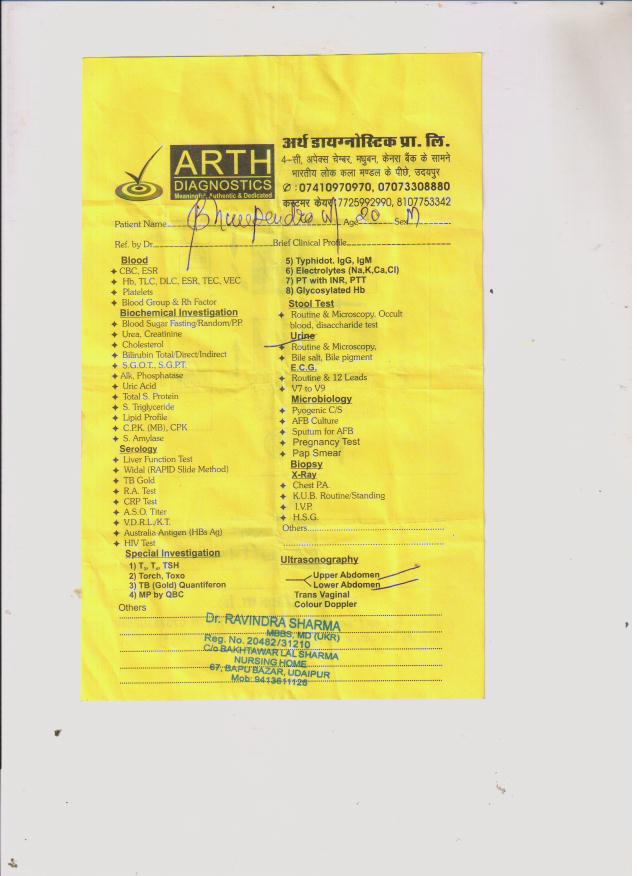 ARTH
DIAGNOSTICS
Meaningful, Authentic & Dedicated
अर्थ डायग्नोस्टिक प्रा. लि.
4-सी, अपेक्स चेम्बर, मधुबन, केनरा बैंक के सामने
भारतीय लोक कला मण्डल के पीछे, उदयपुर
✆ : 07410970970, 07073308880
कस्टमर केयर 7725992990, 8107753342
Patient Name Bhupendra Age 20 Sex M
Ref. by Dr. Brief Clinical Profile
Blood
CBC, ESR
Hb, TLC, DLC, ESR, TEC, VEC
Platelets
Blood Group & Rh Factor
Biochemical Investigation
Blood Sugar Fasting/Random/P.P.
Urea, Creatinine
Cholesterol
Bilirubin Total/Direct/Indirect
S.G.O.T., S.G.P.T.
Alk, Phosphatase
Uric Acid
Total S. Protein
S. Triglyceride
Lipid Profile
C.P.K. (MB), CPK
S. Amylase
Serology
Liver Function Test
Widal (RAPID Slide Method)
TB Gold
R.A. Test
CRP Test
A.S.O. Titer
V.D.R.L./K.T.
Australia Antigen (HBs Ag)
HIV Test
Special Investigation
1) T₃, T₄, TSH
2) Torch, Toxo
3) TB (Gold) Quantiferon
4) MP by QBC
5) Typhidot. IgG, IgM
6) Electrolytes (Na,K,Ca,Cl)
7) PT with INR, PTT
8) Glycosylated Hb
Stool Test
Routine & Microscopy. Occult
blood, disaccharide test
Urine
Routine & Microscopy,
Bile salt, Bile pigment
E.C.G.
Routine & 12 Leads
V7 to V9
Microbiology
Pyogenic C/S
AFB Culture
Sputum for AFB
Pregnancy Test
Pap Smear
Biopsy
X-Ray
Chest P.A.
K.U.B. Routine/Standing
I.V.P.
H.S.G.
Others
Ultrasonography
Upper Abdomen
Lower Abdomen
Trans Vaginal
Colour Doppler
Others
Dr. RAVINDRA SHARMA
MBBS, MD (UKR)
Reg. No. 20482/31210
C/o BAKHTAWAR LAL SHARMA
NURSING HOME
67, BAPU BAZAR, UDAIPUR
Mob: 9413611126